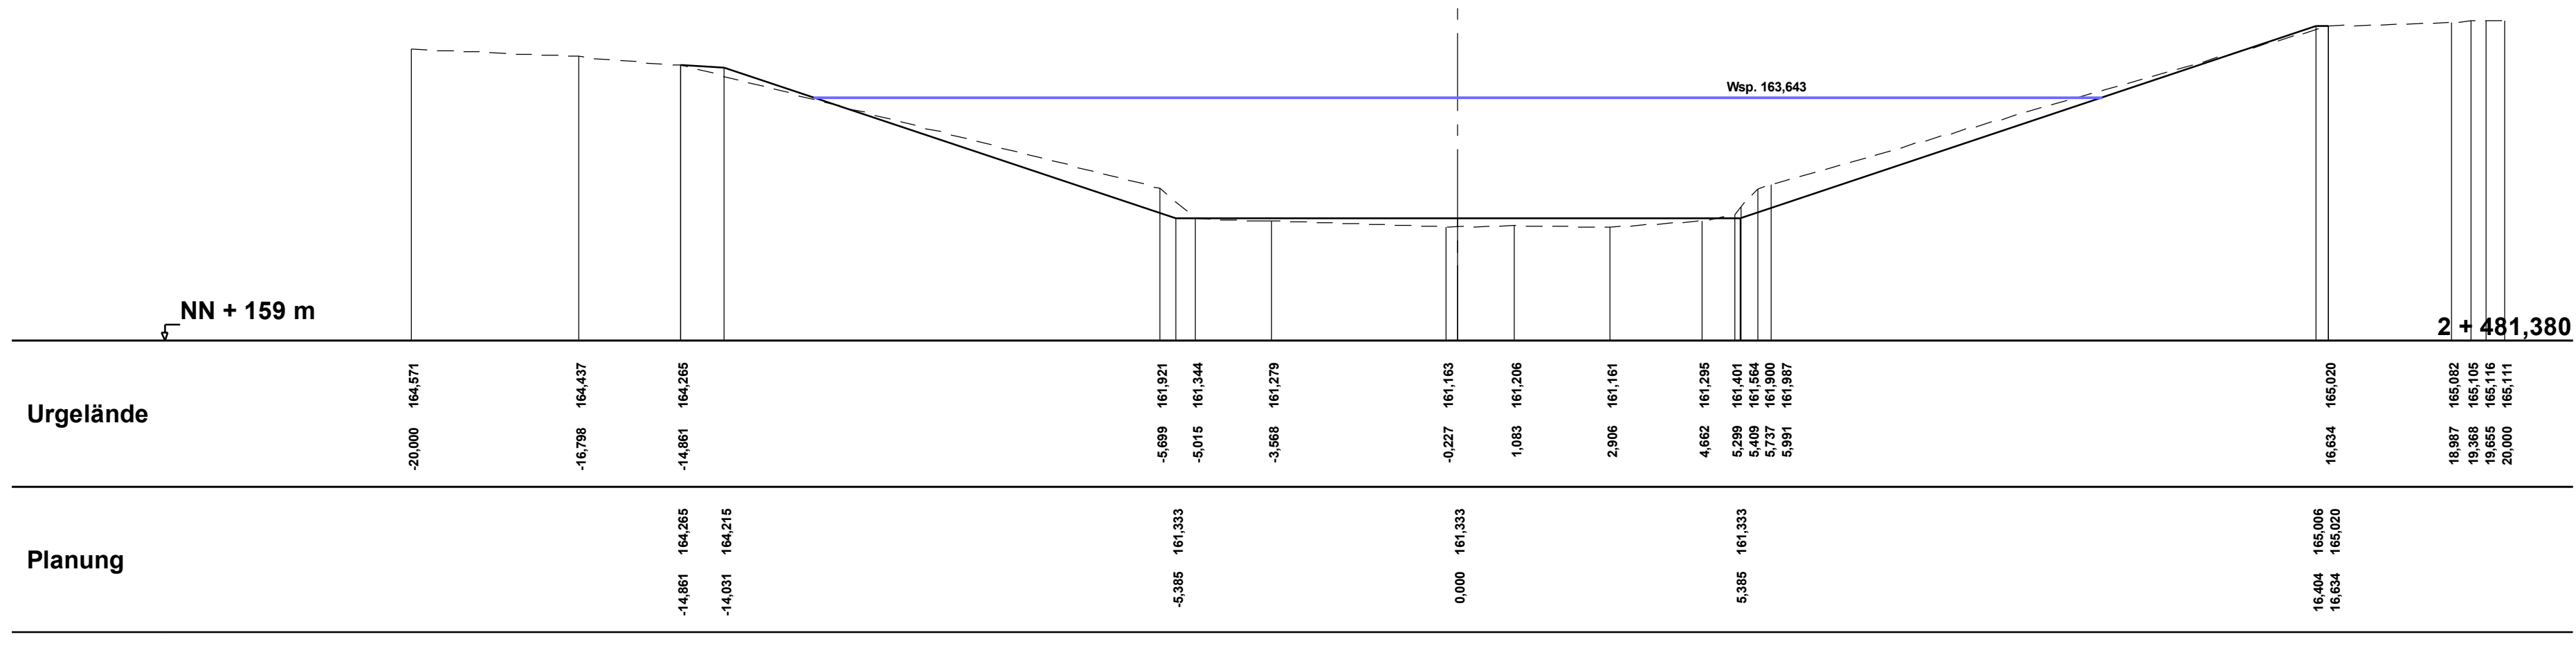 Wsp. 163,643
NN + 159 m
2 + 481,380
Urgelände
164,571 164,437 164,265 161,921 161,344 161,279 161,163 161,206 161,161 161,295 161,401 161,564 161,900 161,987 165,020 165,082 165,105 165,116 165,111
-20,000 -16,798 -14,861 -5,699 -5,015 -3,568 -0,227 1,083 2,906 4,662 5,299 5,409 5,737 5,991 16,634 18,987 19,368 19,655 20,000
Planung
164,265 164,215 161,333 161,333 161,333 165,006 165,020
-14,861 -14,031 -5,385 0,000 5,385 16,404 16,634